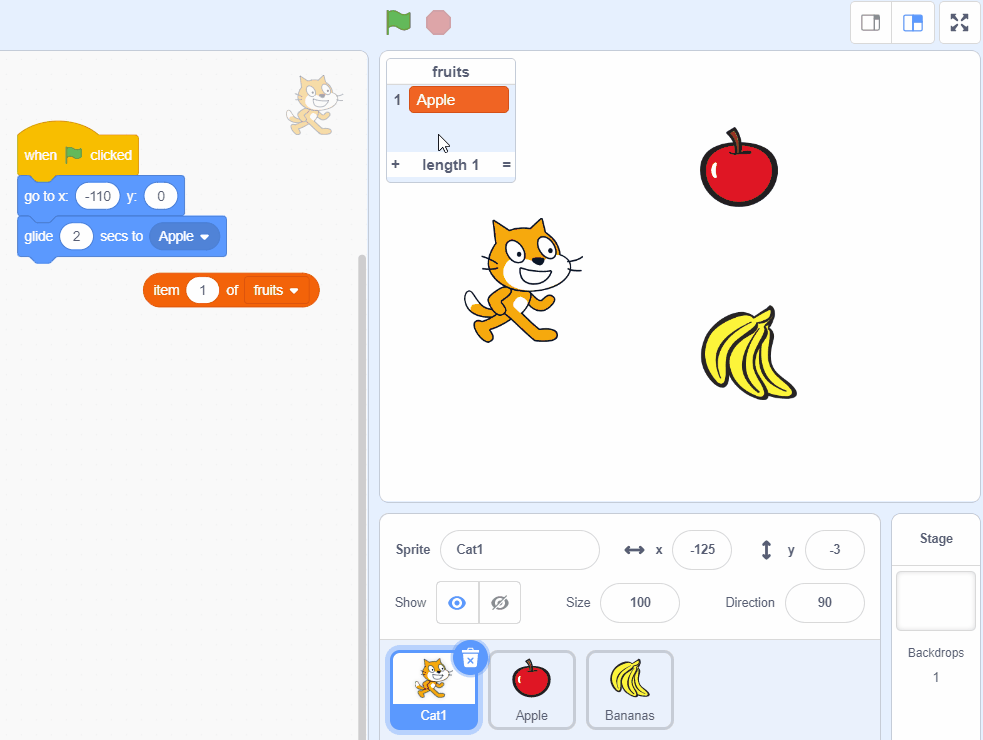 when clicked
go to x: -110 y: 0
glide 2 secs to Apple
item 1 of fruits
fruits
1 Apple
+ length 1 =
Sprite Cat1 x -125 y -3
Show Size 100 Direction 90
Cat1
Apple
Bananas
Stage
Backdrops
1